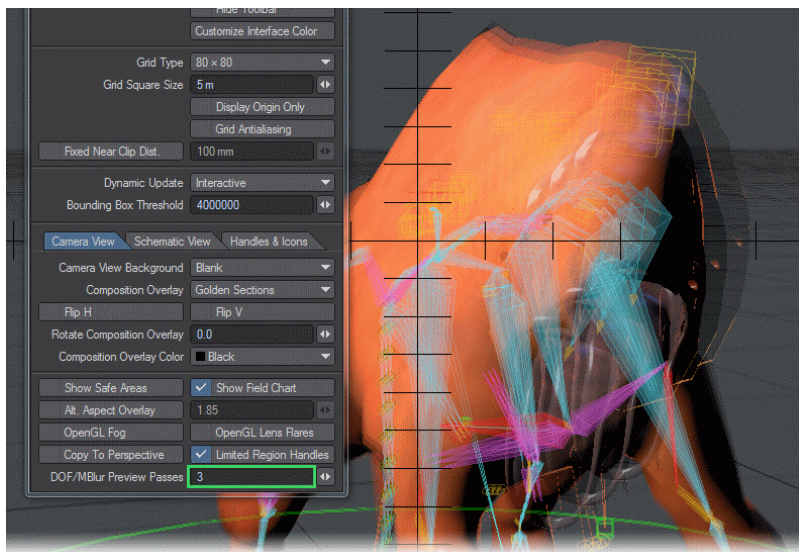 Hide Toolbar
Customize Interface Color
Grid Type 80 × 80
Grid Square Size 5 m
Display Origin Only
Grid Antialiasing
Fixed Near Clip Dist. 100 mm
Dynamic Update Interactive
Bounding Box Threshold 4000000
Camera View Schematic View Handles & Icons
Camera View Background Blank
Composition Overlay Golden Sections
Flip H Flip V
Rotate Composition Overlay 0.0
Composition Overlay Color Black
Show Safe Areas Show Field Chart
Alt. Aspect Overlay 1.85
OpenGL Fog OpenGL Lens Flares
Copy To Perspective Limited Region Handles
DOF/MBlur Preview Passes 3